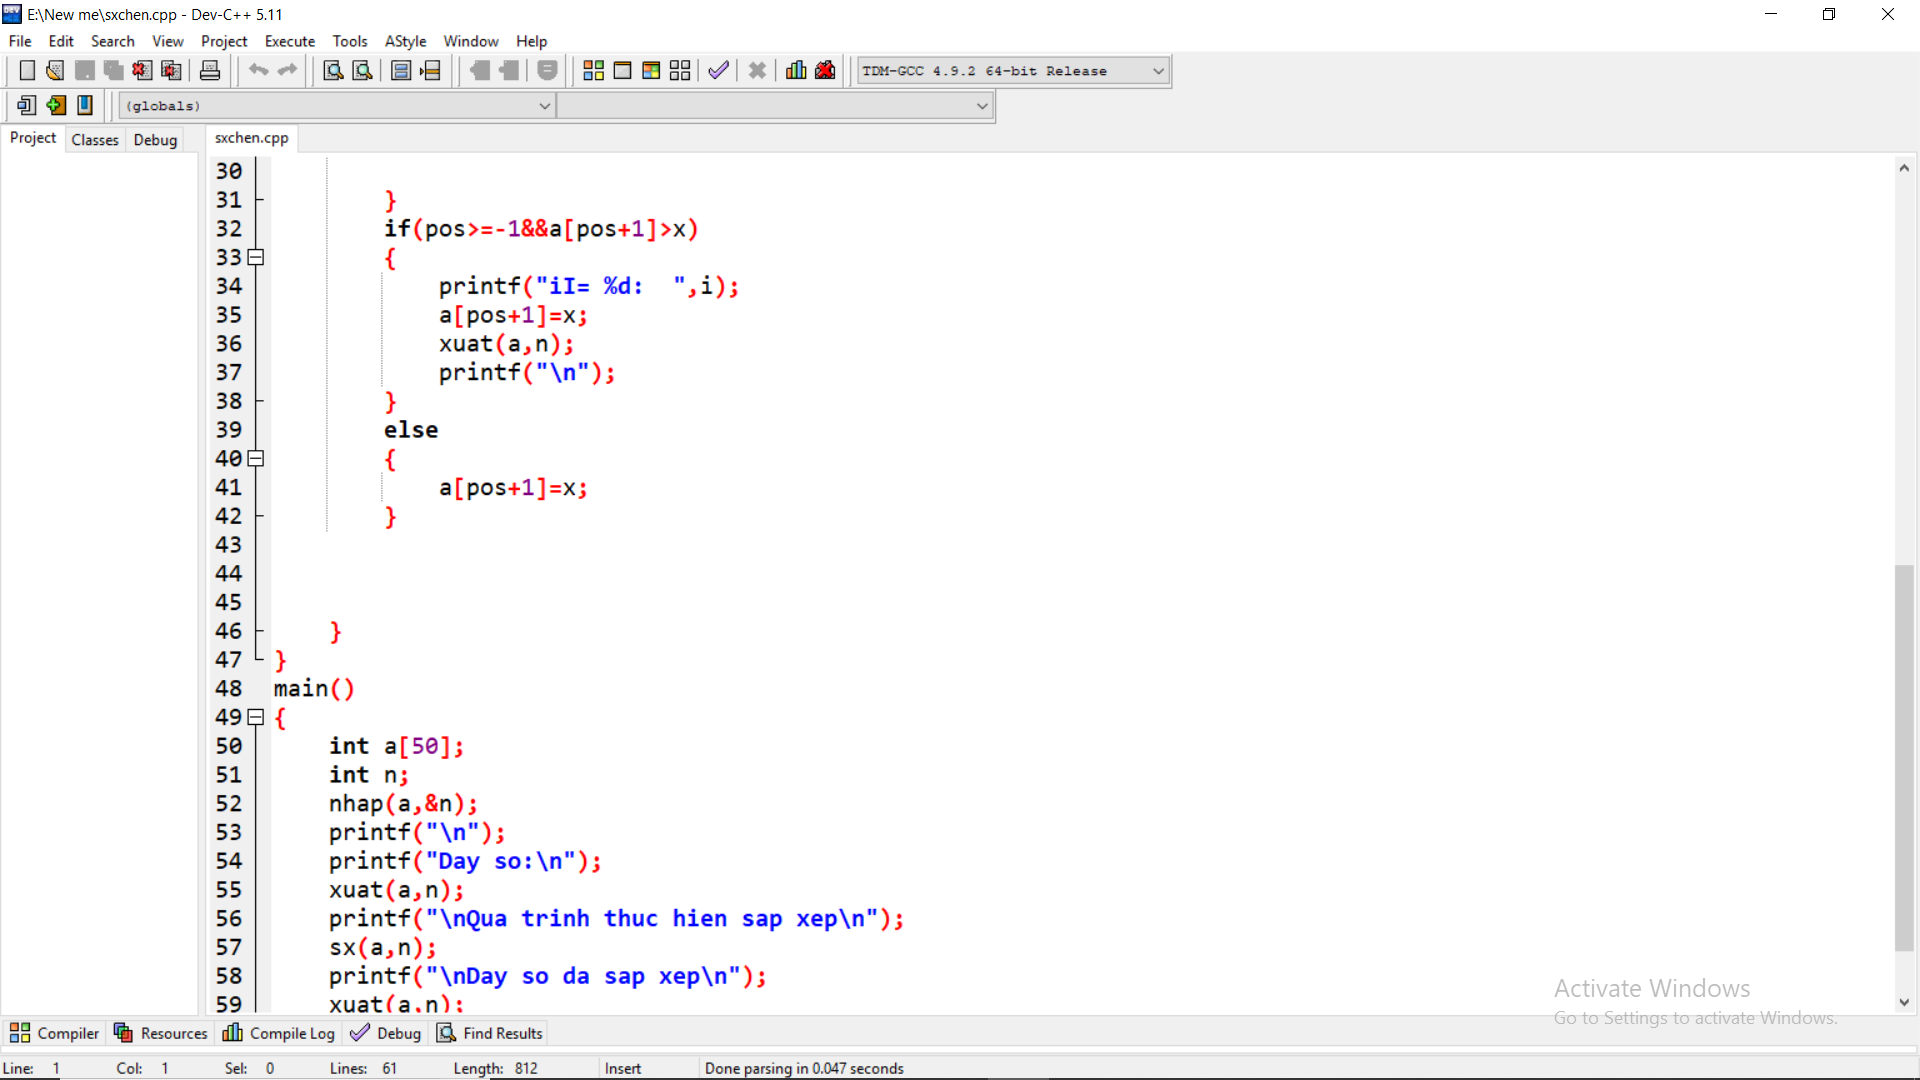 E:\New me\sxchen.cpp - Dev-C++ 5.11
File Edit Search View Project Execute Tools AStyle Window Help
TDM-GCC 4.9.2 64-bit Release
(globals)
Project Classes Debug sxchen.cpp
30
31 }
32 if(pos>=-1&&a[pos+1]>x)
33 {
34 printf("iI= %d:  ",i);
35 a[pos+1]=x;
36 xuat(a,n);
37 printf("\n");
38 }
39 else
40 {
41 a[pos+1]=x;
42 }
43
44
45
46 }
47 }
48 main()
49 {
50 int a[50];
51 int n;
52 nhap(a,&n);
53 printf("\n");
54 printf("Day so:\n");
55 xuat(a,n);
56 printf("\nQua trinh thuc hien sap xep\n");
57 sx(a,n);
58 printf("\nDay so da sap xep\n");
59 xuat(a,n);
Activate Windows
Go to Settings to activate Windows.
Compiler Resources Compile Log Debug Find Results
Line: 1 Col: 1 Sel: 0 Lines: 61 Length: 812 Insert Done parsing in 0.047 seconds